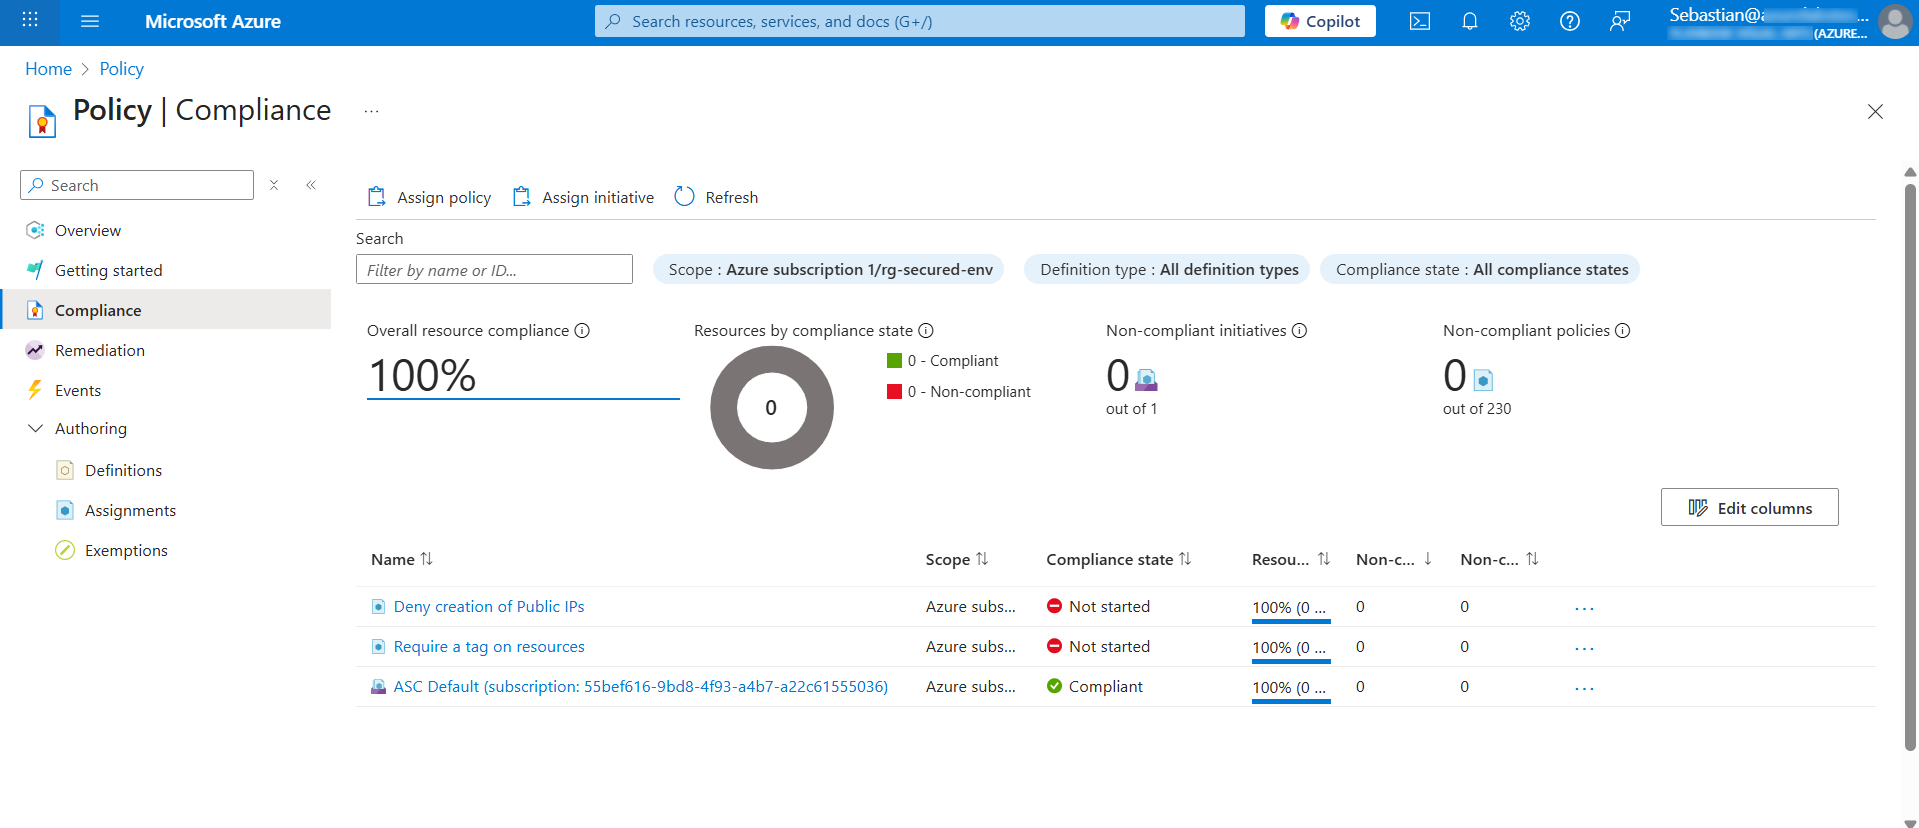 Microsoft Azure
Search resources, services, and docs (G+/)
Copilot
Sebastian@
...
(AZURE...
Home > Policy
Policy | Compliance
...
Search
Overview
Getting started
Compliance
Remediation
Events
Authoring
Definitions
Assignments
Exemptions
Assign policy Assign initiative Refresh
Search
Filter by name or ID...
Scope : Azure subscription 1/rg-secured-env
Definition type : All definition types
Compliance state : All compliance states
Overall resource compliance
100%
Resources by compliance state
0
0 - Compliant
0 - Non-compliant
Non-compliant initiatives
0
out of 1
Non-compliant policies
0
out of 230
Edit columns
Name Scope Compliance state Resou... Non-c... Non-c...
Deny creation of Public IPs Azure subs... Not started 100% (0 ... 0 0 ...
Require a tag on resources Azure subs... Not started 100% (0 ... 0 0 ...
ASC Default (subscription: 55bef616-9bd8-4f93-a4b7-a22c61555036) Azure subs... Compliant 100% (0 ... 0 0 ...